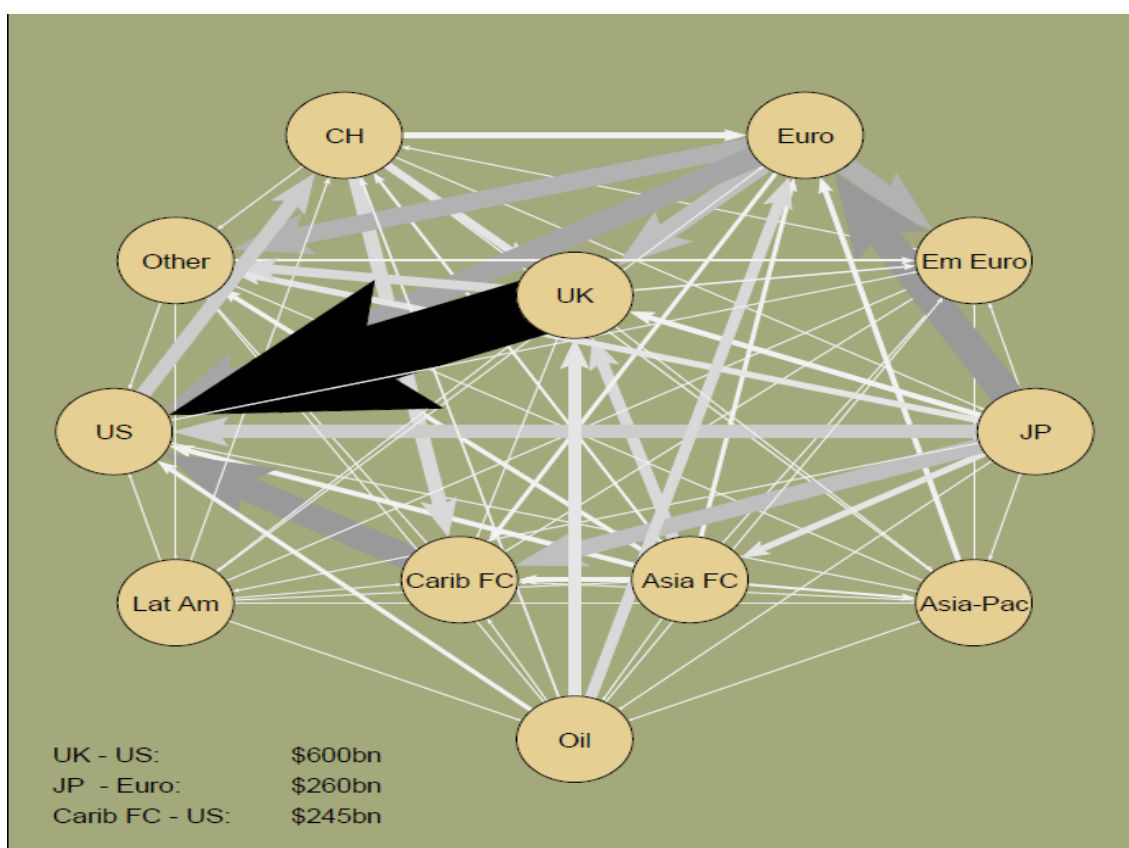 CH
Euro
Other
UK
Em Euro
US
JP
Lat Am
Carib FC
Asia FC
Asia-Pac
Oil
UK - US: $600bn
JP - Euro: $260bn
Carib FC - US: $245bn